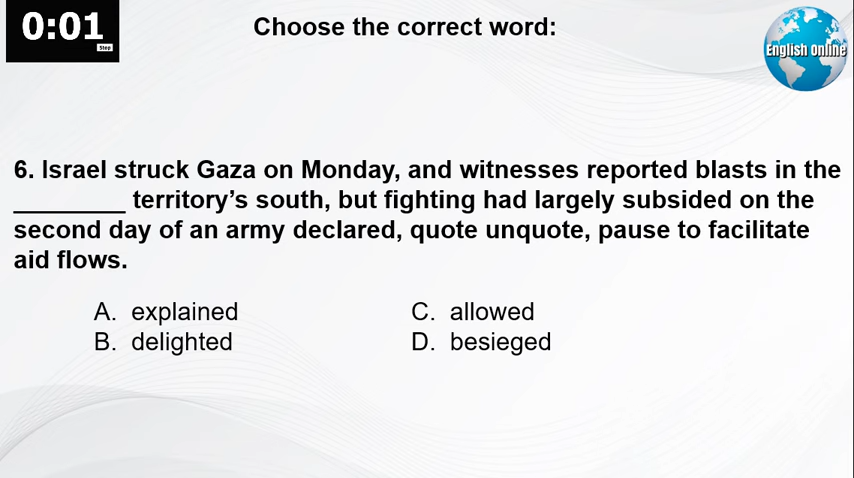 0:01
Stop
Choose the correct word:
English Online
6. Israel struck Gaza on Monday, and witnesses reported blasts in the
________ territory’s south, but fighting had largely subsided on the
second day of an army declared, quote unquote, pause to facilitate
aid flows.
A. explained
C. allowed
B. delighted
D. besieged